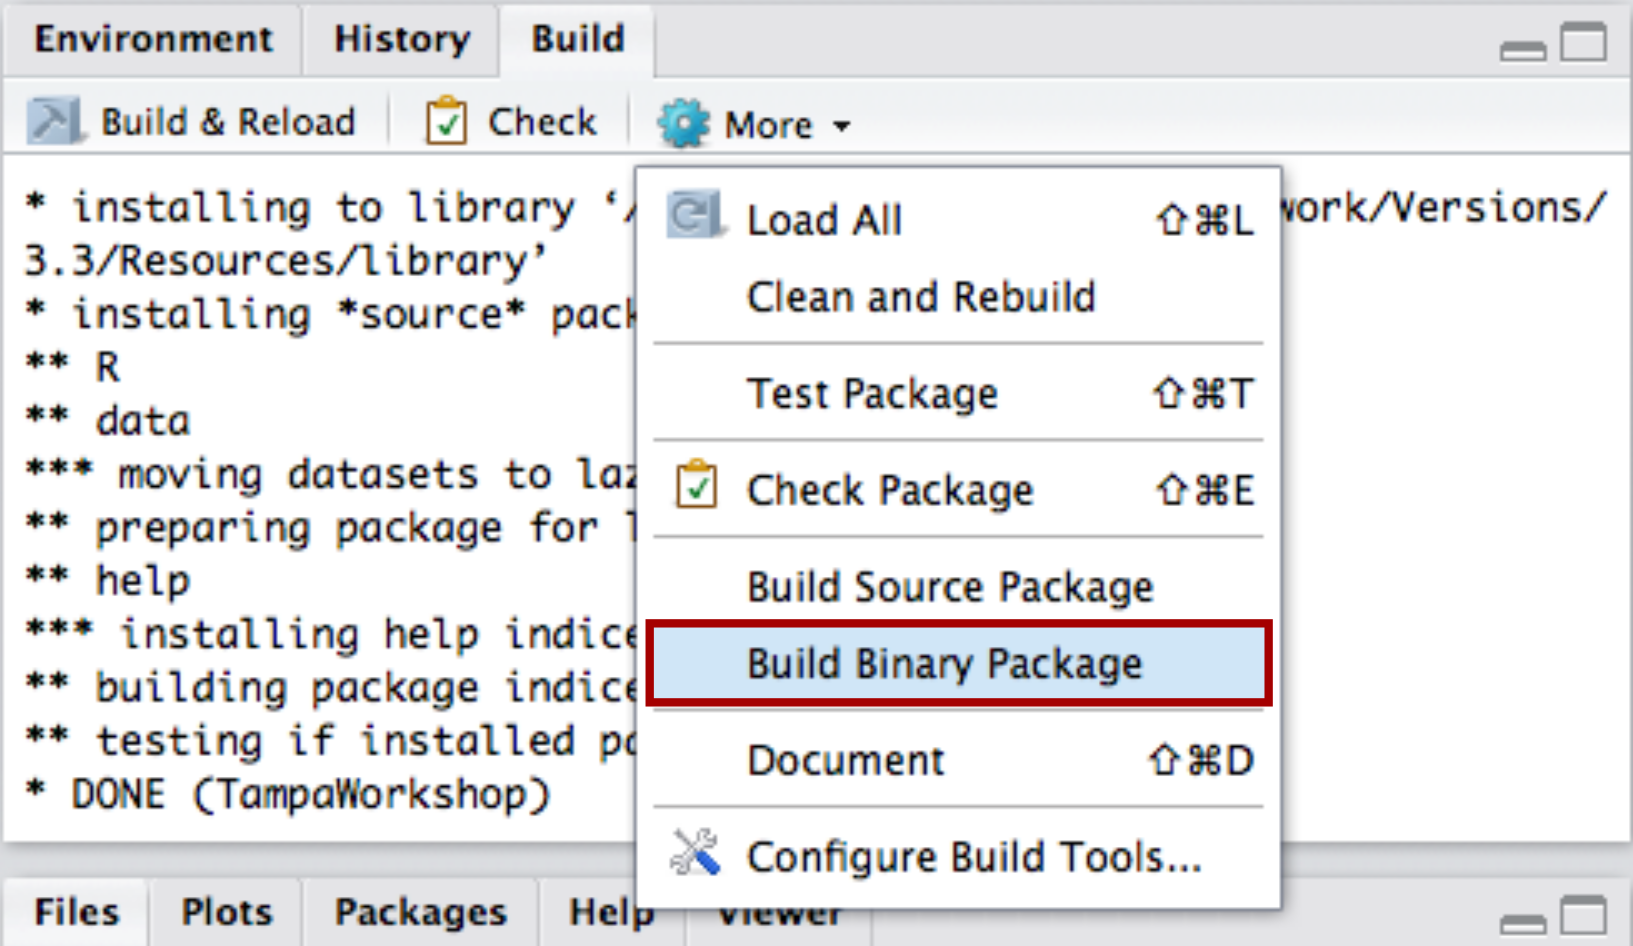 Environment History Build
Build & Reload Check More
* installing to library ‘/
work/Versions/
3.3/Resources/library’
* installing *source* pack
** R
** data
*** moving datasets to laz
** preparing package for l
** help
*** installing help indice
** building package indice
** testing if installed pa
* DONE (TampaWorkshop)
Load All ⇧⌘L
Clean and Rebuild
Test Package ⇧⌘T
Check Package ⇧⌘E
Build Source Package
Build Binary Package
Document ⇧⌘D
Configure Build Tools...
Files Plots Packages Help Viewer